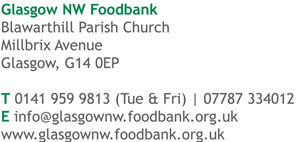 Glasgow NW Foodbank
Blawarthill Parish Church
Millbrix Avenue
Glasgow, G14 0EP
T 0141 959 9813 (Tue & Fri) | 07787 334012
E info@glasgownw.foodbank.org.uk
www.glasgownw.foodbank.org.uk